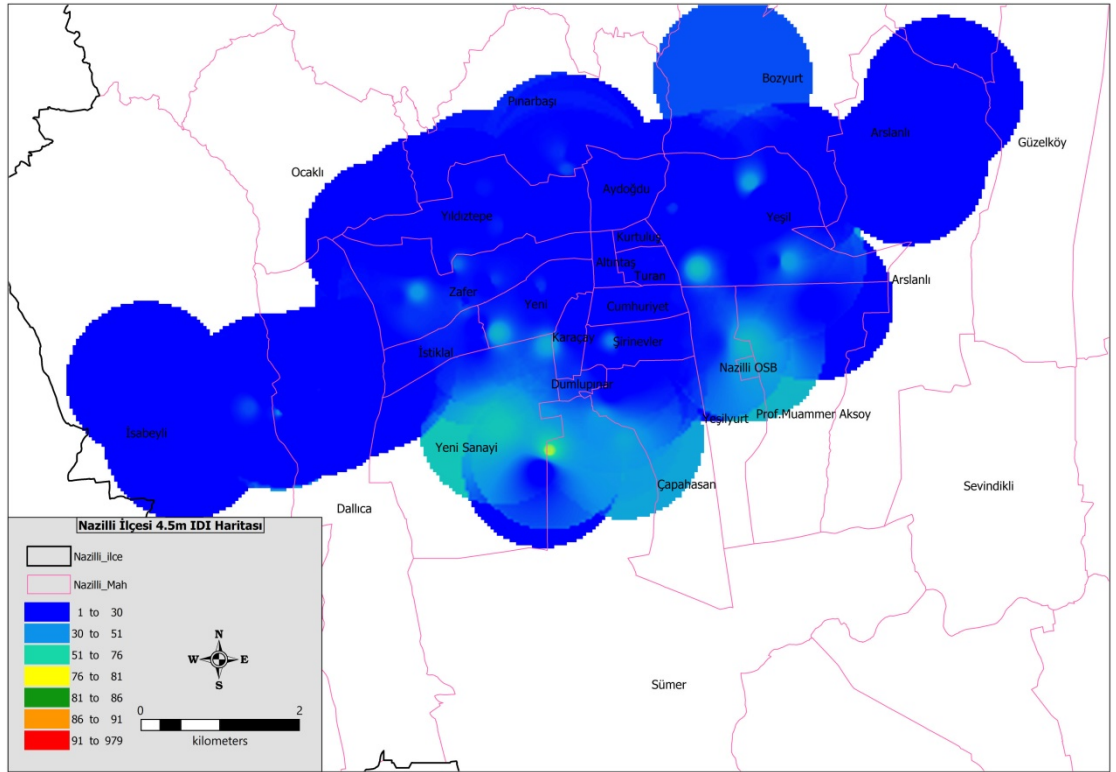 Bozyurt
Pınarbaşı
Arslanlı
Güzelköy
Ocaklı
Aydoğdu
Yıldıztepe
Yeşil
Kurtuluş
Altıntaş
Turan
Arslanlı
Zafer
Yeni
Cumhuriyet
Karaçay
Şirinevler
İstiklal
Nazilli OSB
Dumlupınar
Prof.Muammer Aksoy
Yeşilyurt
İsabeyli
Yeni Sanayi
Çapahasan
Sevindikli
Dallıca
Sümer
Nazilli İlçesi 4.5m IDI Haritası
Nazilli_ilce
Nazilli_Mah
1 to 30
30 to 51
51 to 76
76 to 81
81 to 86
86 to 91
91 to 979
N
W E
S
0 2
kilometers